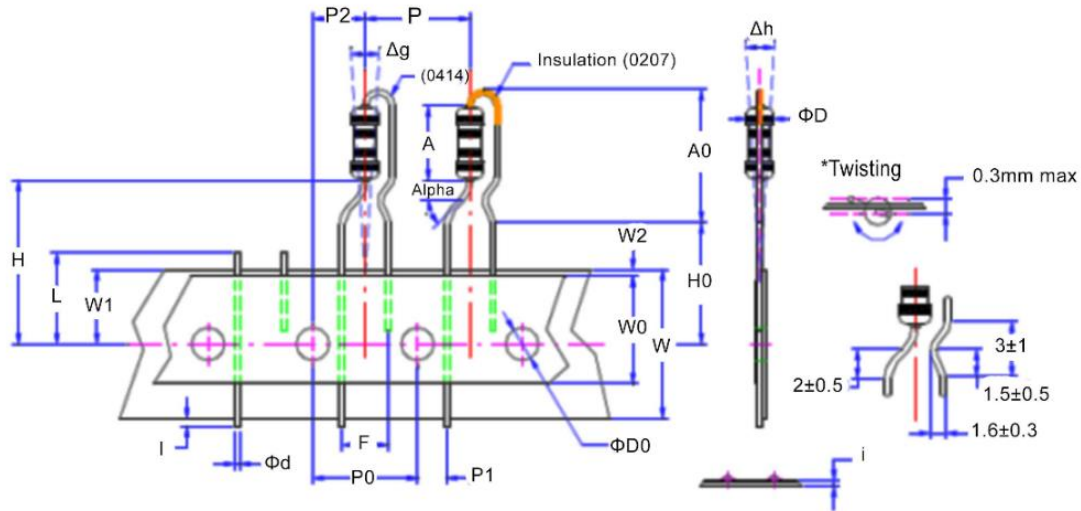 P2
P
Δh
Δg
(0414)
Insulation (0207)
ΦD
A
A0
*Twisting
0.3mm max
Alpha
H
L
W1
W2
H0
W0
W
3±1
2±0.5
1.5±0.5
1.6±0.3
I
F
ΦD0
Φd
P0
P1
i